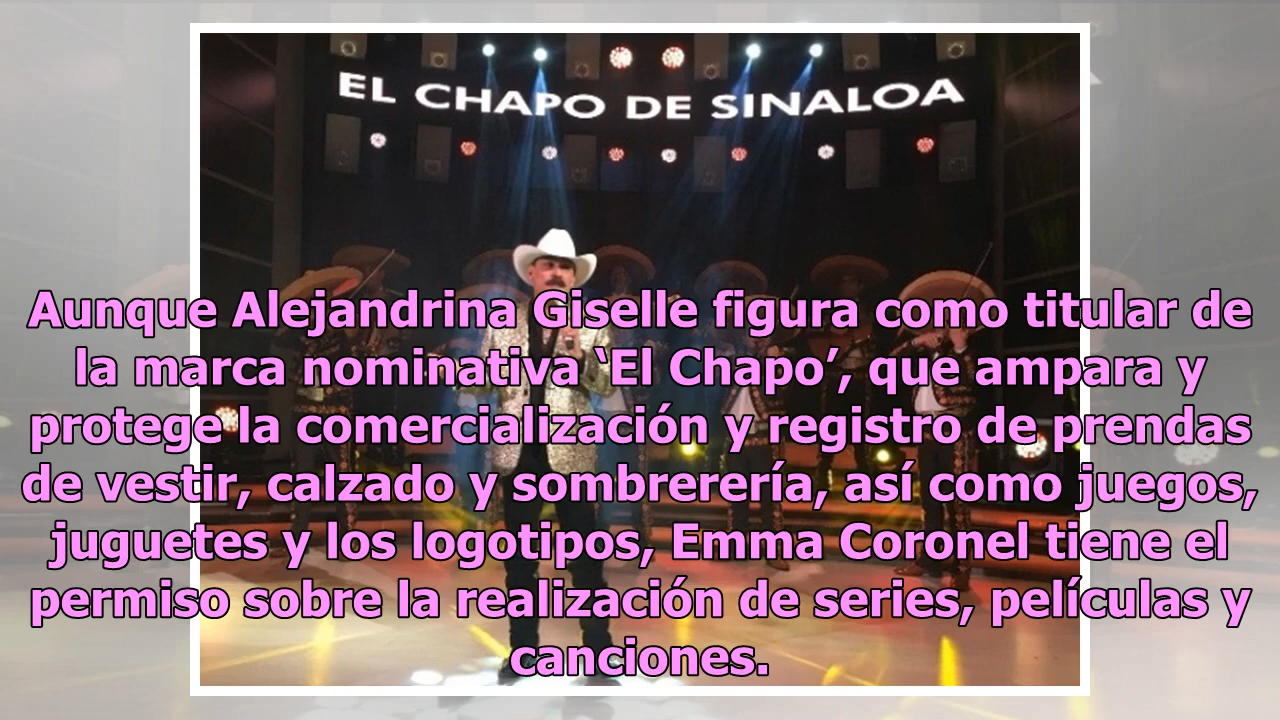 EL CHAPO DE SINALOA
Aunque Alejandrina Giselle figura como titular de
la marca nominativa ‘El Chapo’, que ampara y
protege la comercialización y registro de prendas
de vestir, calzado y sombrerería, así como juegos,
juguetes y los logotipos, Emma Coronel tiene el
permiso sobre la realización de series, películas y
canciones.